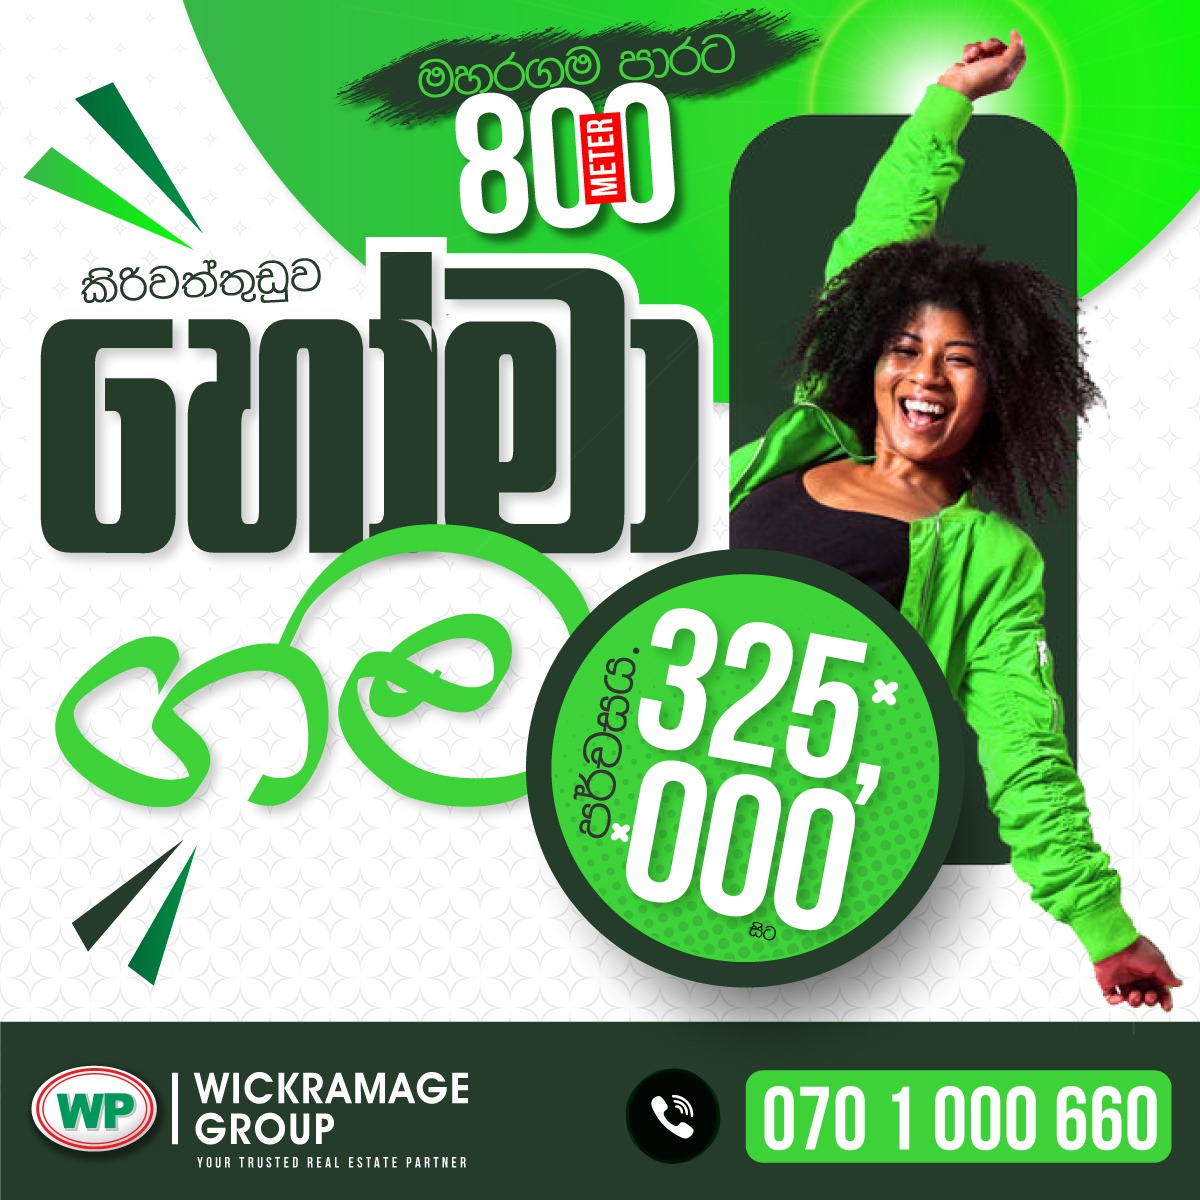 මහරගම පාරට
800
METER
කිරිවත්තුඩුව
හෝමා
ගම
පර්චසය.
325,
000
සිට
WP
WICKRAMAGE
GROUP
YOUR TRUSTED REAL ESTATE PARTNER
070 1 000 660